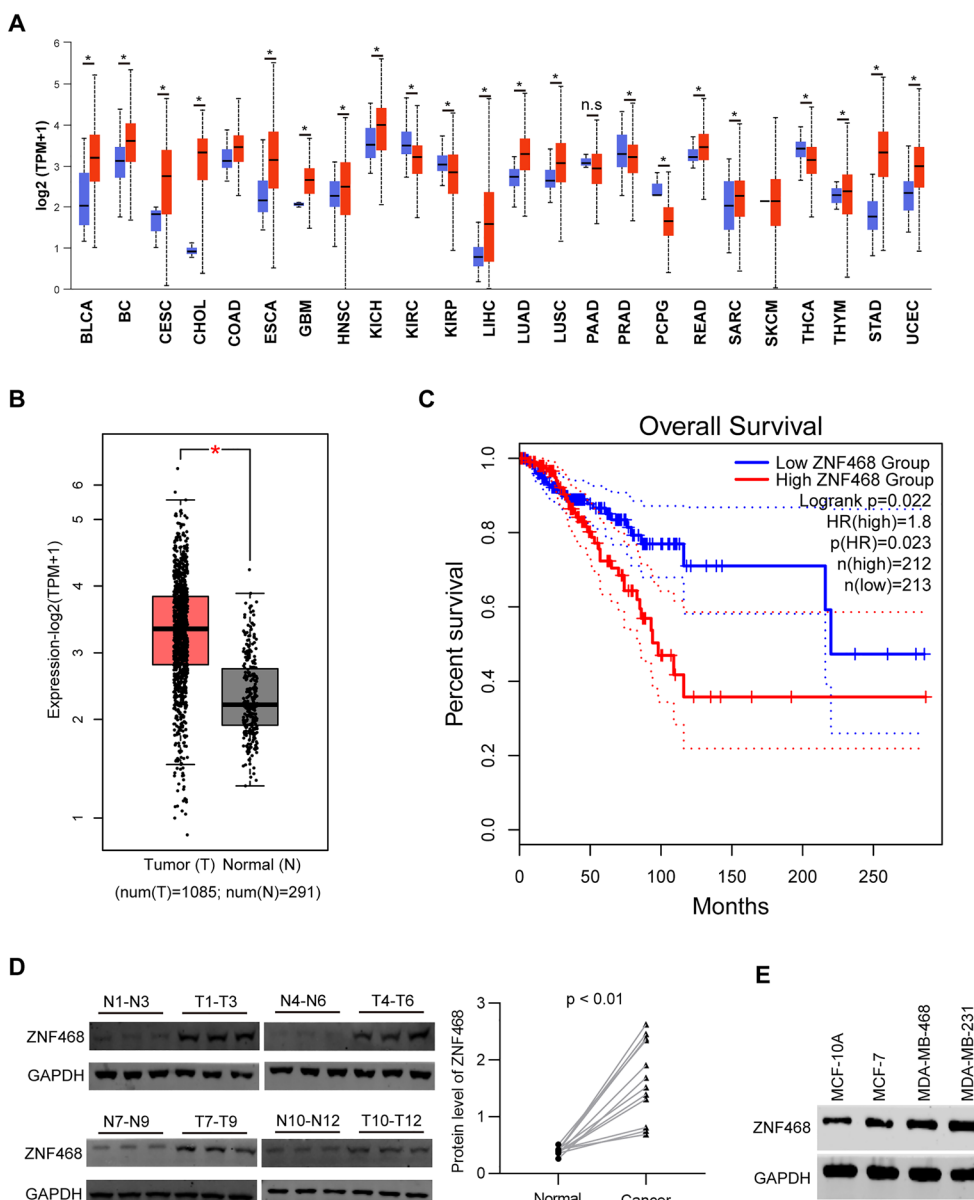 A
log2 (TPM+1)
6
5
4
3
2
1
0
* * * * * * * * * * * * * * n.s * * * * * * * *
BLCA BC CESC CHOL COAD ESCA GBM HNSC KICH KIRC KIRP LIHC LUAD LUSC PAAD PRAD PCPG READ SARC SKCM THCA THYM STAD UCEC
B
*
Expression-log2(TPM+1)
6
5
4
3
2
1
Tumor (T) Normal (N)
(num(T)=1085; num(N)=291)
C
Overall Survival
Low ZNF468 Group
High ZNF468 Group
Logrank p=0.022
HR(high)=1.8
p(HR)=0.023
n(high)=212
n(low)=213
Percent survival
1.0
0.8
0.6
0.4
0.2
0.0
0 50 100 150 200 250
Months
D
N1-N3 T1-T3 N4-N6 T4-T6
ZNF468
GAPDH
N7-N9 T7-T9 N10-N12 T10-T12
ZNF468
GAPDH
Protein level of ZNF468
3
2
1
0
p < 0.01
Normal Cancer
E
MCF-10A MCF-7 MDA-MB-468 MDA-MB-231
ZNF468
GAPDH